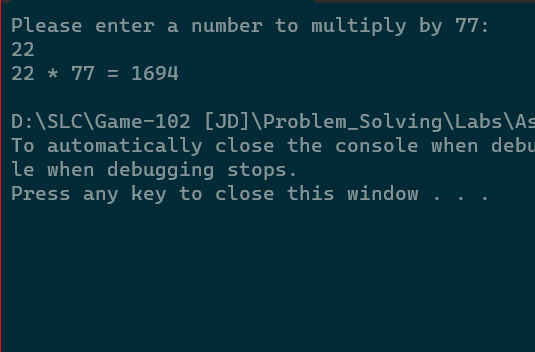 Please enter a number to multiply by 77:
22
22 * 77 = 1694
D:\SLC\Game-102 [JD]\Problem_Solving\Labs\As
To automatically close the console when debu
le when debugging stops.
Press any key to close this window . . .